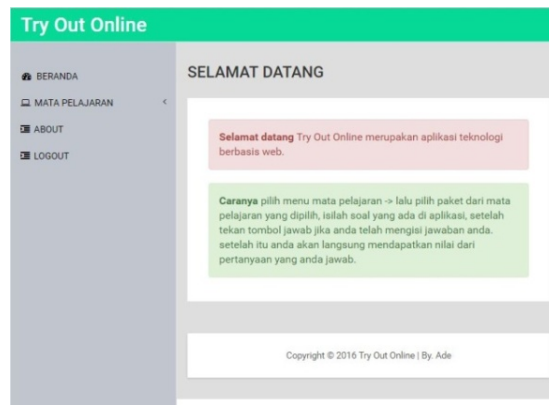 Try Out Online
BERANDA
MATA PELAJARAN
ABOUT
LOGOUT
SELAMAT DATANG
Selamat datang Try Out Online merupakan aplikasi teknologi
berbasis web.
Caranya pilih menu mata pelajaran -> lalu pilih paket dari mata
pelajaran yang dipilih, isilah soal yang ada di aplikasi, setelah
tekan tombol jawab jika anda telah mengisi jawaban anda.
setelah itu anda akan langsung mendapatkan nilai dari
pertanyaan yang anda jawab.
Copyright © 2016 Try Out Online | By. Ade